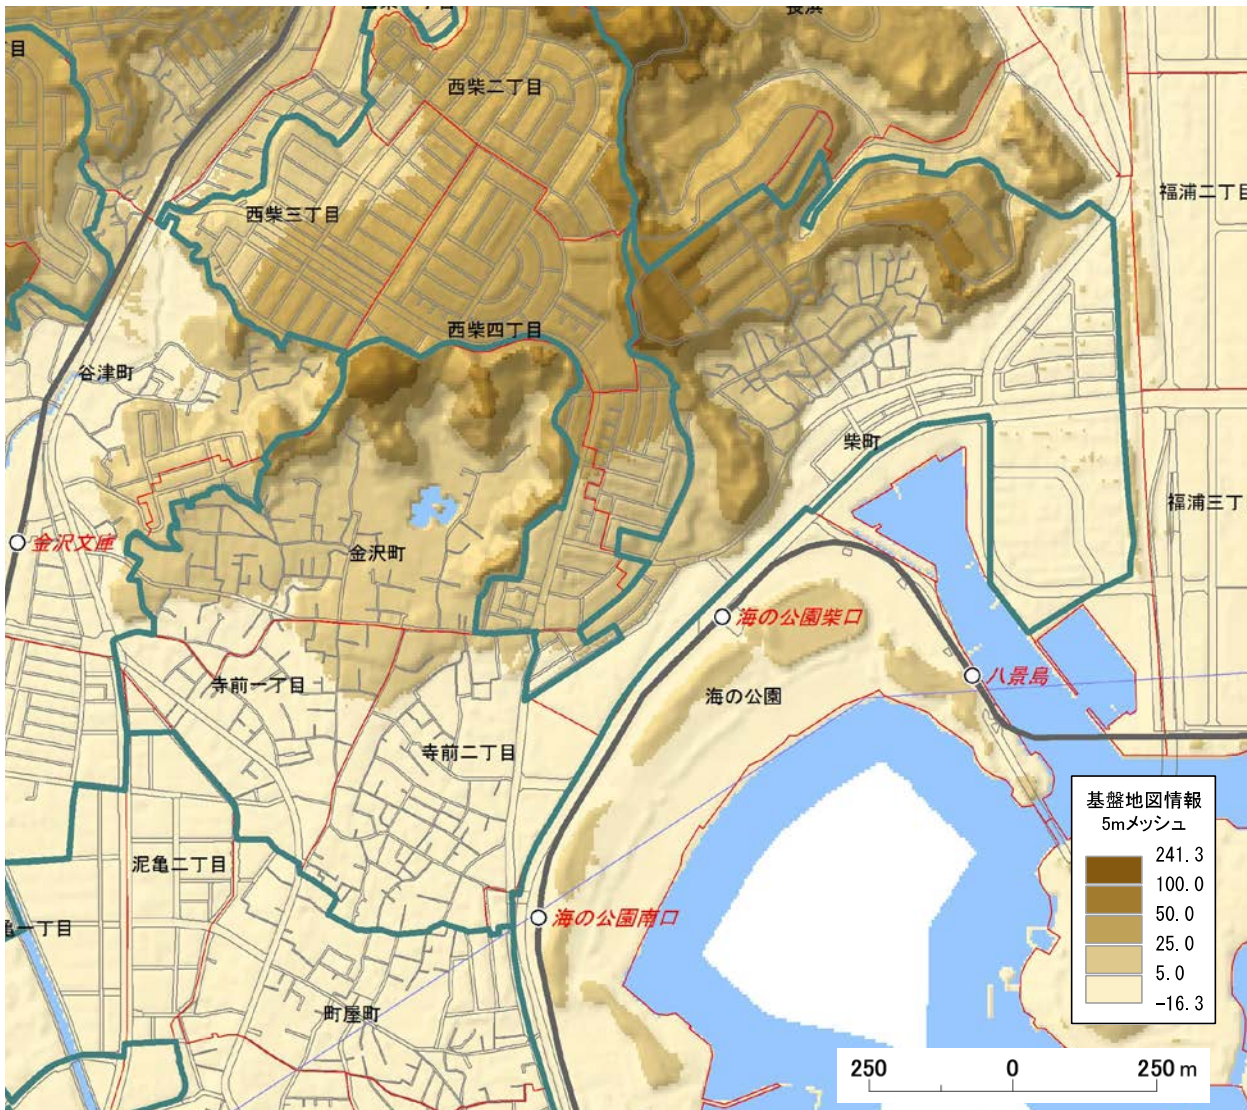 長浜
丁目
西柴二丁目
福浦二丁目
西柴三丁目
西柴四丁目
谷津町
柴町
福浦三丁
金沢文庫
金沢町
海の公園柴口
八景島
寺前一丁目
海の公園
寺前二丁目
基盤地図情報
5mメッシュ
241.3
100.0
50.0
25.0
5.0
-16.3
泥亀二丁目
海の公園南口
亀一丁目
町屋町
250 0 250 m